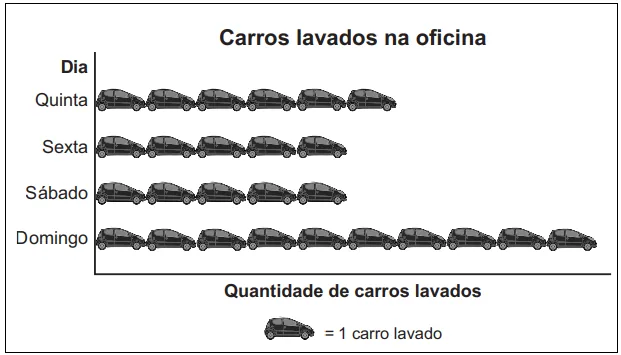 Carros lavados na oficina
Dia
Quinta
Sexta
Sábado
Domingo
Quantidade de carros lavados
= 1 carro lavado